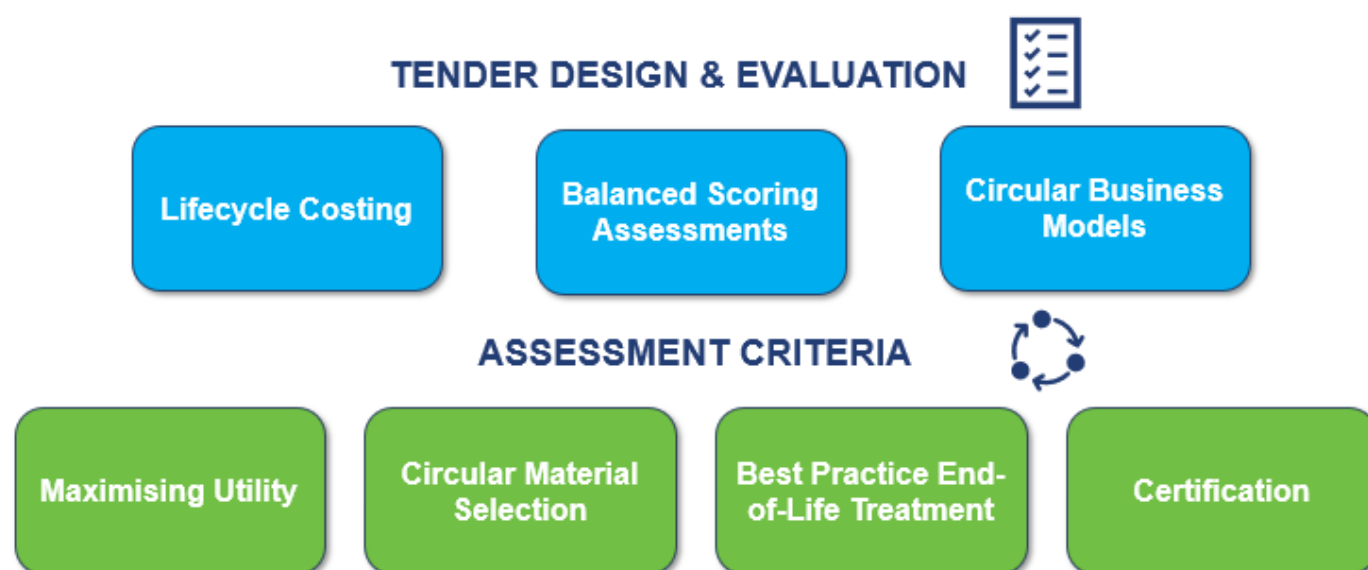 TENDER DESIGN & EVALUATION
Lifecycle Costing
Balanced Scoring
Assessments
Circular Business
Models
ASSESSMENT CRITERIA
Maximising Utility
Circular Material
Selection
Best Practice End-
of-Life Treatment
Certification